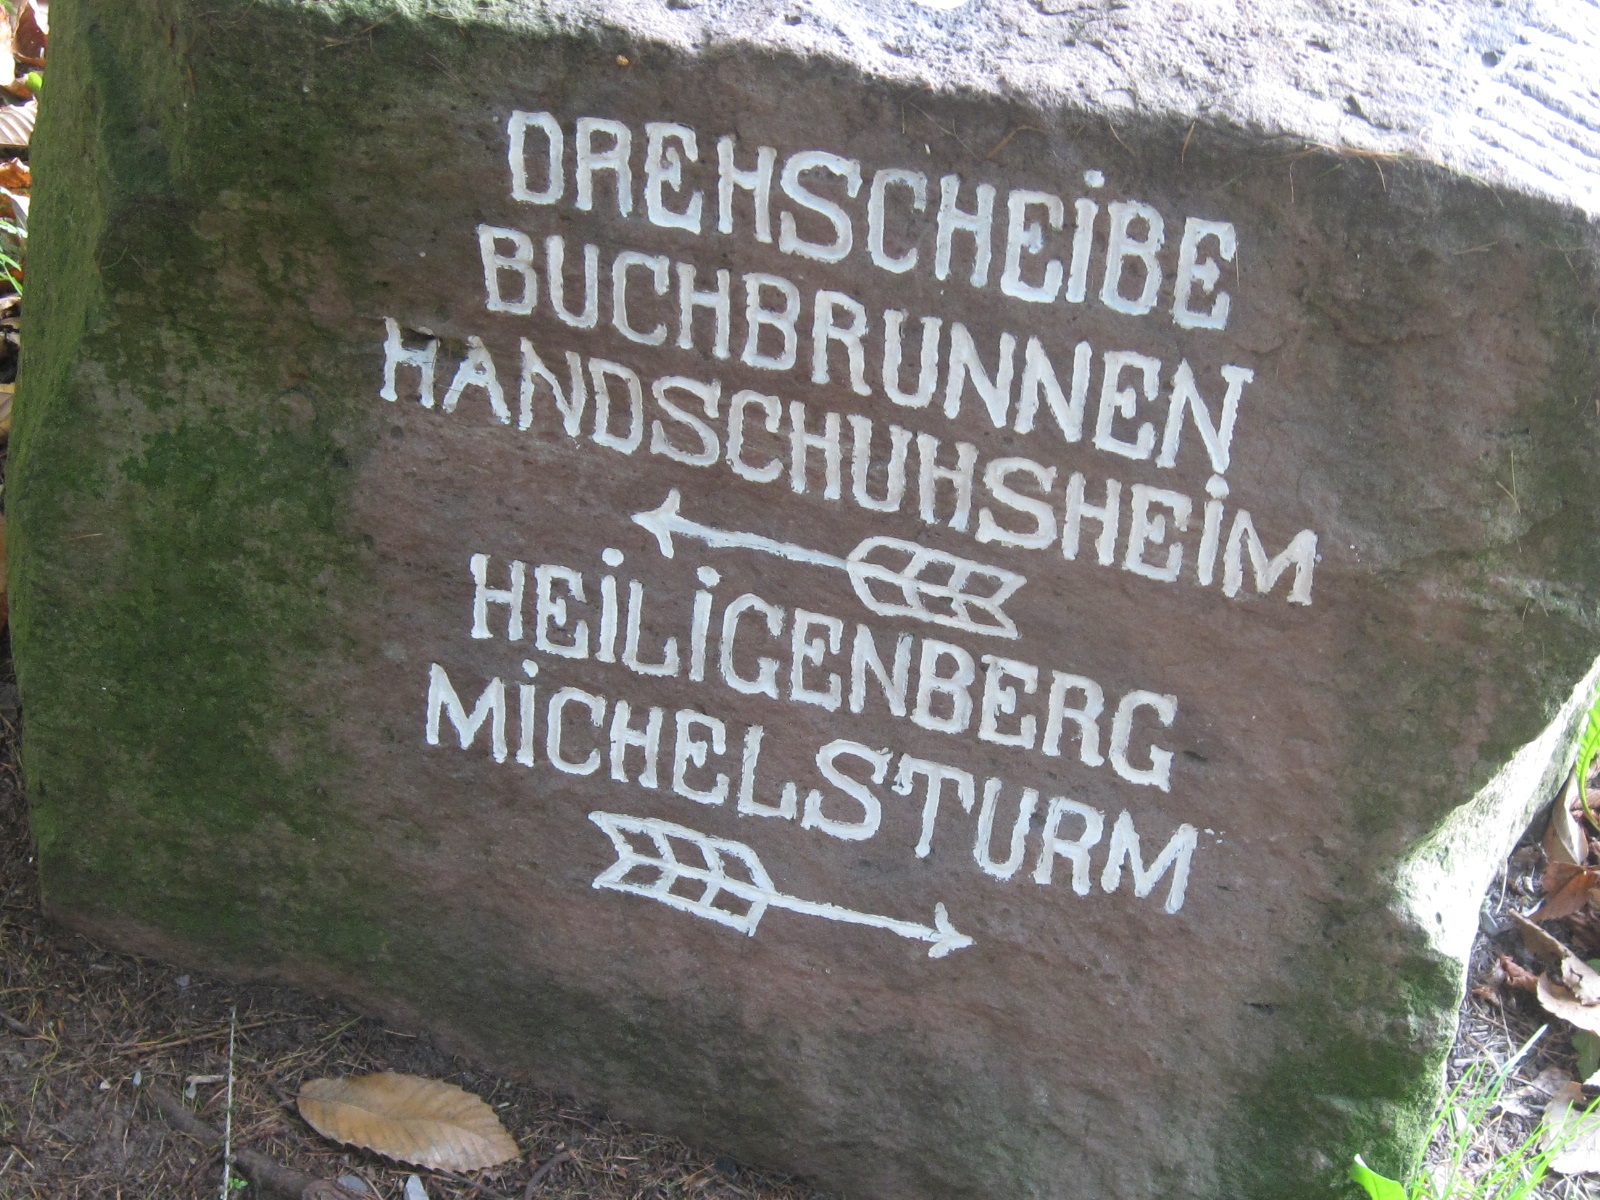 DREHSCHEiBE
BUCHBRUNNEN
HANDSCHUHSHEiM
HEiLiGENBERG
MiCHELSTURM